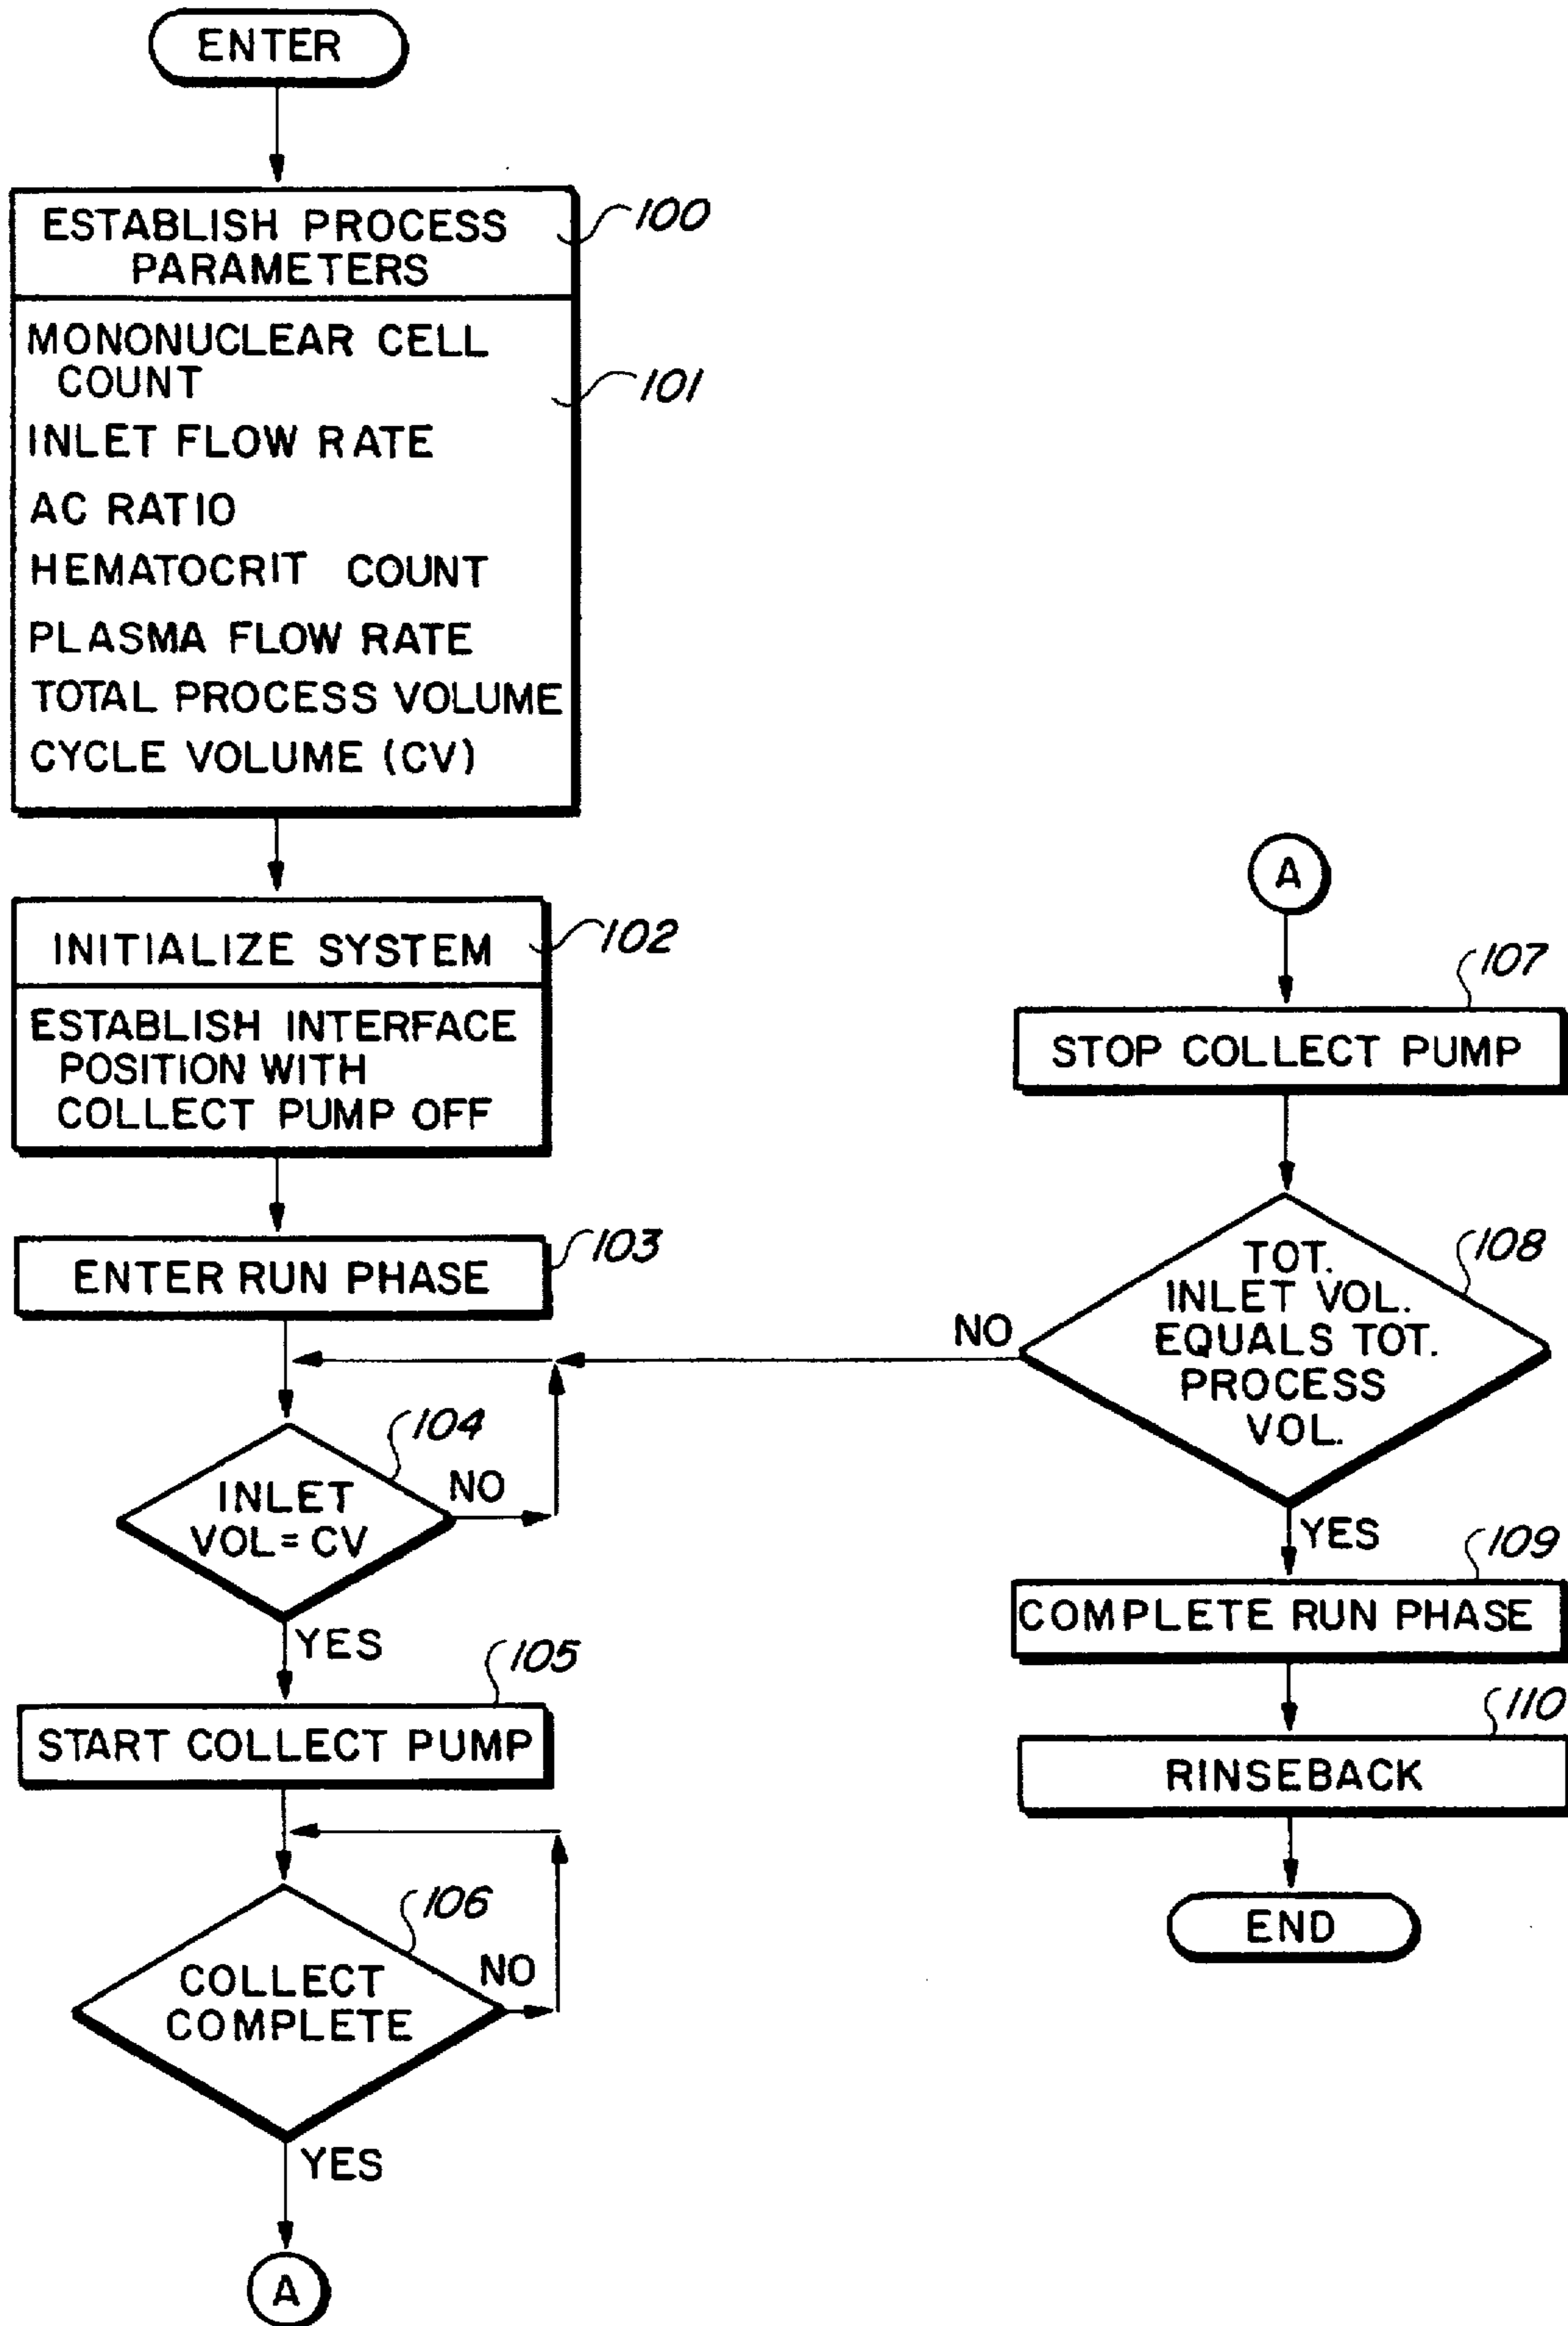 ENTER
ESTABLISH PROCESS
PARAMETERS
100
MONONUCLEAR CELL
COUNT
101
INLET FLOW RATE
AC RATIO
HEMATOCRIT COUNT
PLASMA FLOW RATE
TOTAL PROCESS VOLUME
CYCLE VOLUME (CV)
INITIALIZE SYSTEM
102
ESTABLISH INTERFACE
POSITION WITH
COLLECT PUMP OFF
ENTER RUN PHASE
103
104
INLET
VOL = CV
NO
YES
105
START COLLECT PUMP
106
COLLECT
COMPLETE
NO
YES
A
A
107
STOP COLLECT PUMP
108
TOT.
INLET VOL.
EQUALS TOT.
PROCESS
VOL.
NO
YES
109
COMPLETE RUN PHASE
110
RINSEBACK
END